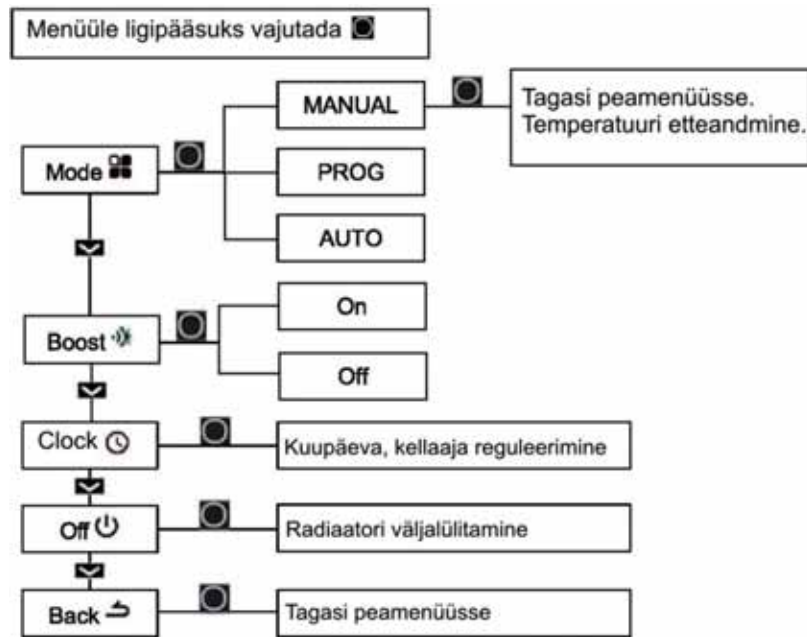 Menüüle ligipääsuks vajutada
MANUAL
Tagasi peamenüüsse.
Temperatuuri etteandmine.
Mode
PROG
AUTO
On
Boost
Off
Clock
Kuupäeva, kellaaja reguleerimine
Off
Radiaatori väljalülitamine
Back
Tagasi peamenüüsse